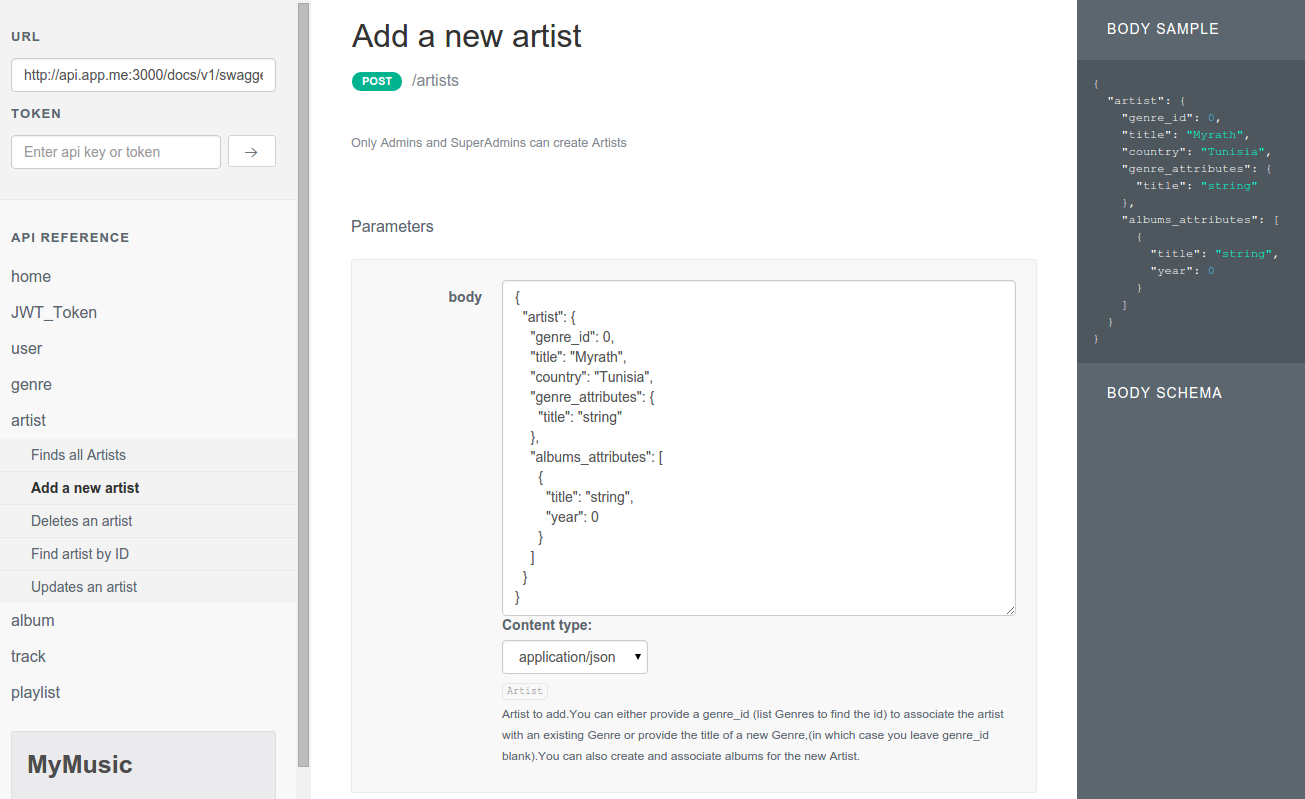 URL
http://api.app.me:3000/docs/v1/swagge
TOKEN
Enter api key or token
→
API REFERENCE
home
JWT_Token
user
genre
artist
Finds all Artists
Add a new artist
Deletes an artist
Find artist by ID
Updates an artist
album
track
playlist
MyMusic
Add a new artist
POST /artists
Only Admins and SuperAdmins can create Artists
Parameters
body
{
"artist": {
"genre_id": 0,
"title": "Myrath",
"country": "Tunisia",
"genre_attributes": {
"title": "string"
},
"albums_attributes": [
{
"title": "string",
"year": 0
}
]
}
}
Content type:
application/json
Artist
Artist to add.You can either provide a genre_id (list Genres to find the id) to associate the artist
with an existing Genre or provide the title of a new Genre,(in which case you leave genre_id
blank).You can also create and associate albums for the new Artist.
BODY SAMPLE
{
"artist": {
"genre_id": 0,
"title": "Myrath",
"country": "Tunisia",
"genre_attributes": {
"title": "string"
},
"albums_attributes": [
{
"title": "string",
"year": 0
}
]
}
}
BODY SCHEMA